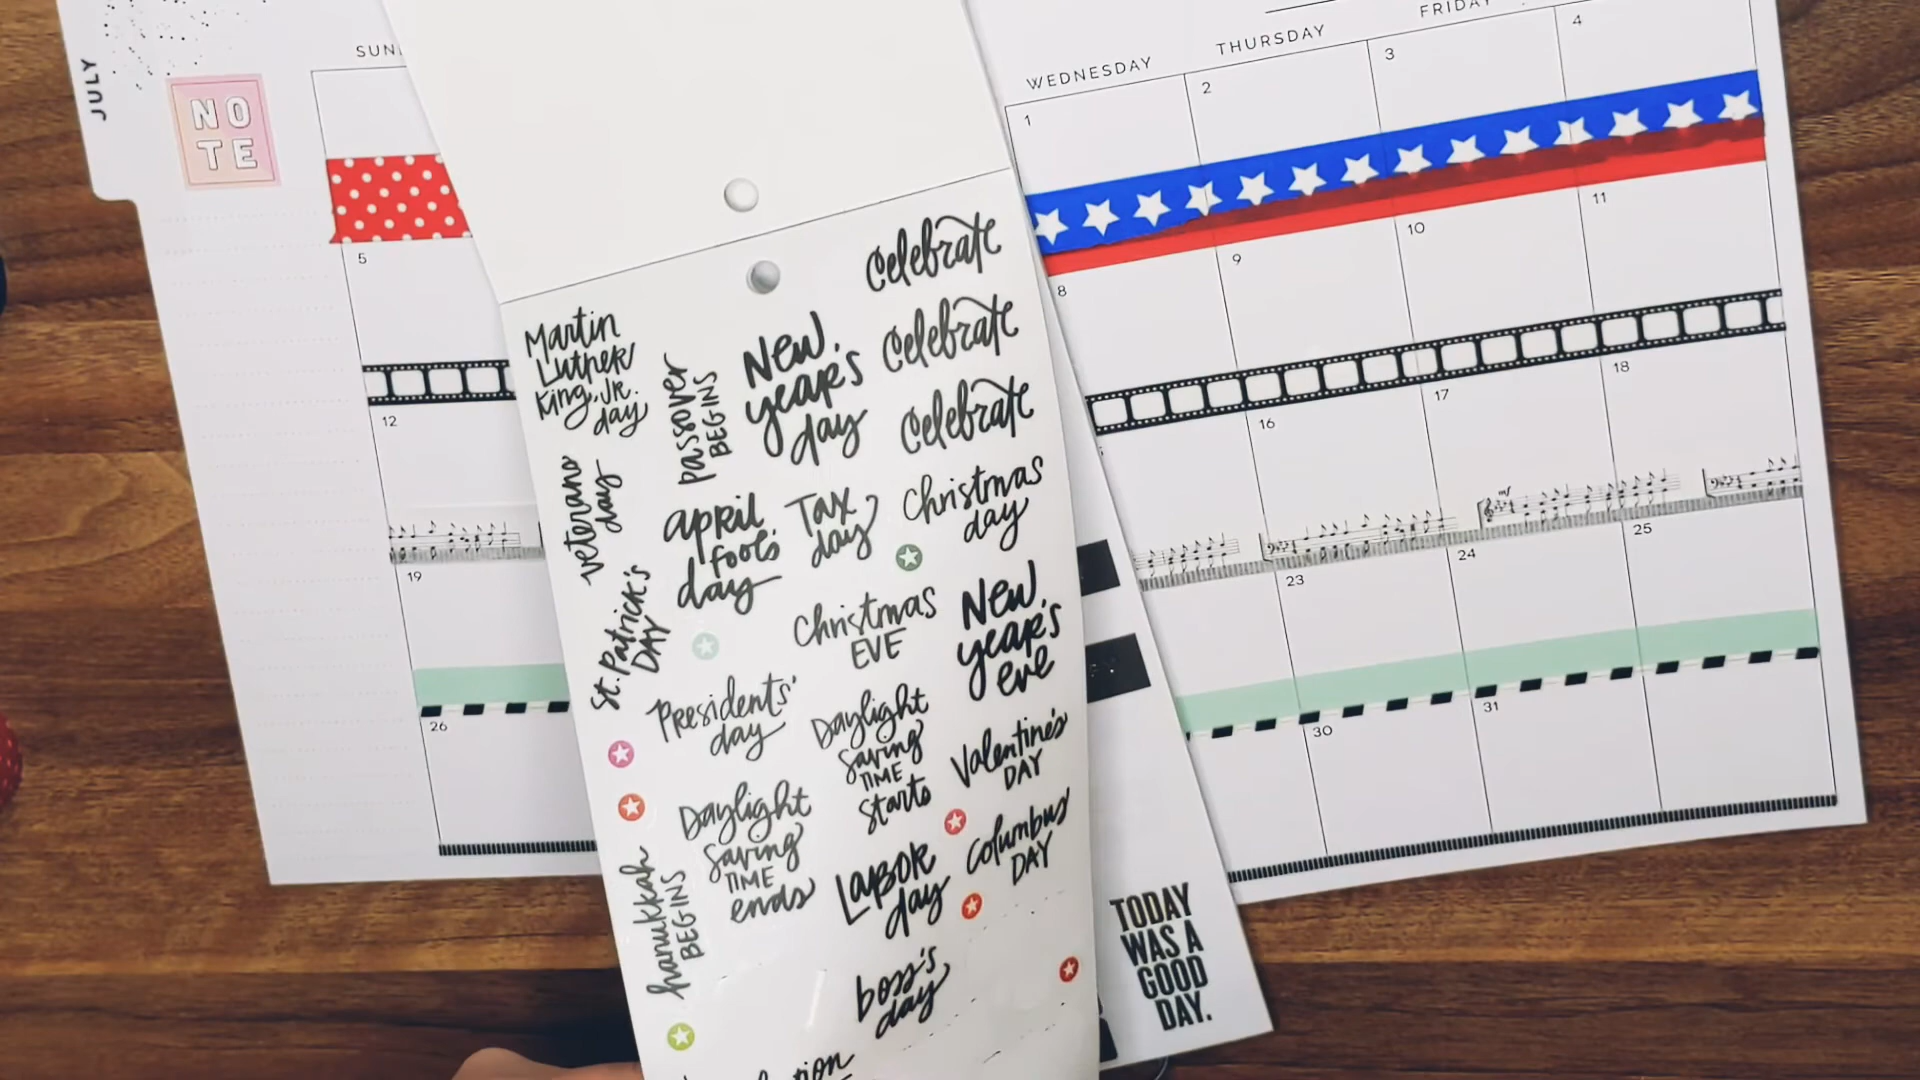 JULY
NO
TE
WEDNESDAY
THURSDAY
FRIDAY
1
2
3
4
5
8
9
10
11
12
16
17
18
19
23
24
25
26
30
31
Martin
Luther
King, Jr.
day
passover
BEGINS
New
year's
day
celebrate
celebrate
celebrate
veterans
day
april
fool's
day
Tax
day
Christmas
day
St. Patrick's
DAY
Christmas
EVE
New
year's
eve
Presidents'
day
Daylight
saving
TIME
starts
Valentine's
DAY
Daylight
saving
TIME
ends
Labor
day
Columbus
DAY
hanukkah
BEGINS
boss's
day
TODAY
WAS A
GOOD
DAY.